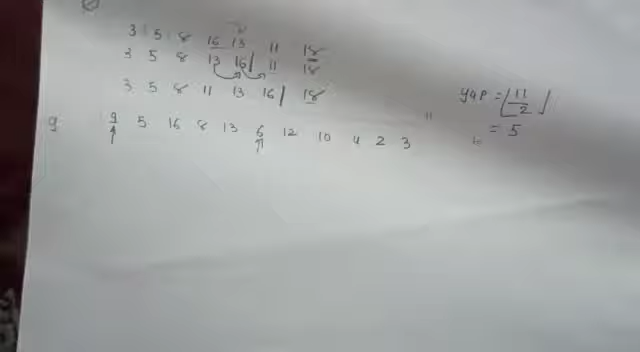 3 5 8 16 13 11 18
3 5 8 13 16| 11 18
3 5 8 11 13 16| 18
gap = ⌊11/2⌋
= 5
9 9 5 16 8 13 6 12 10 4 2 3